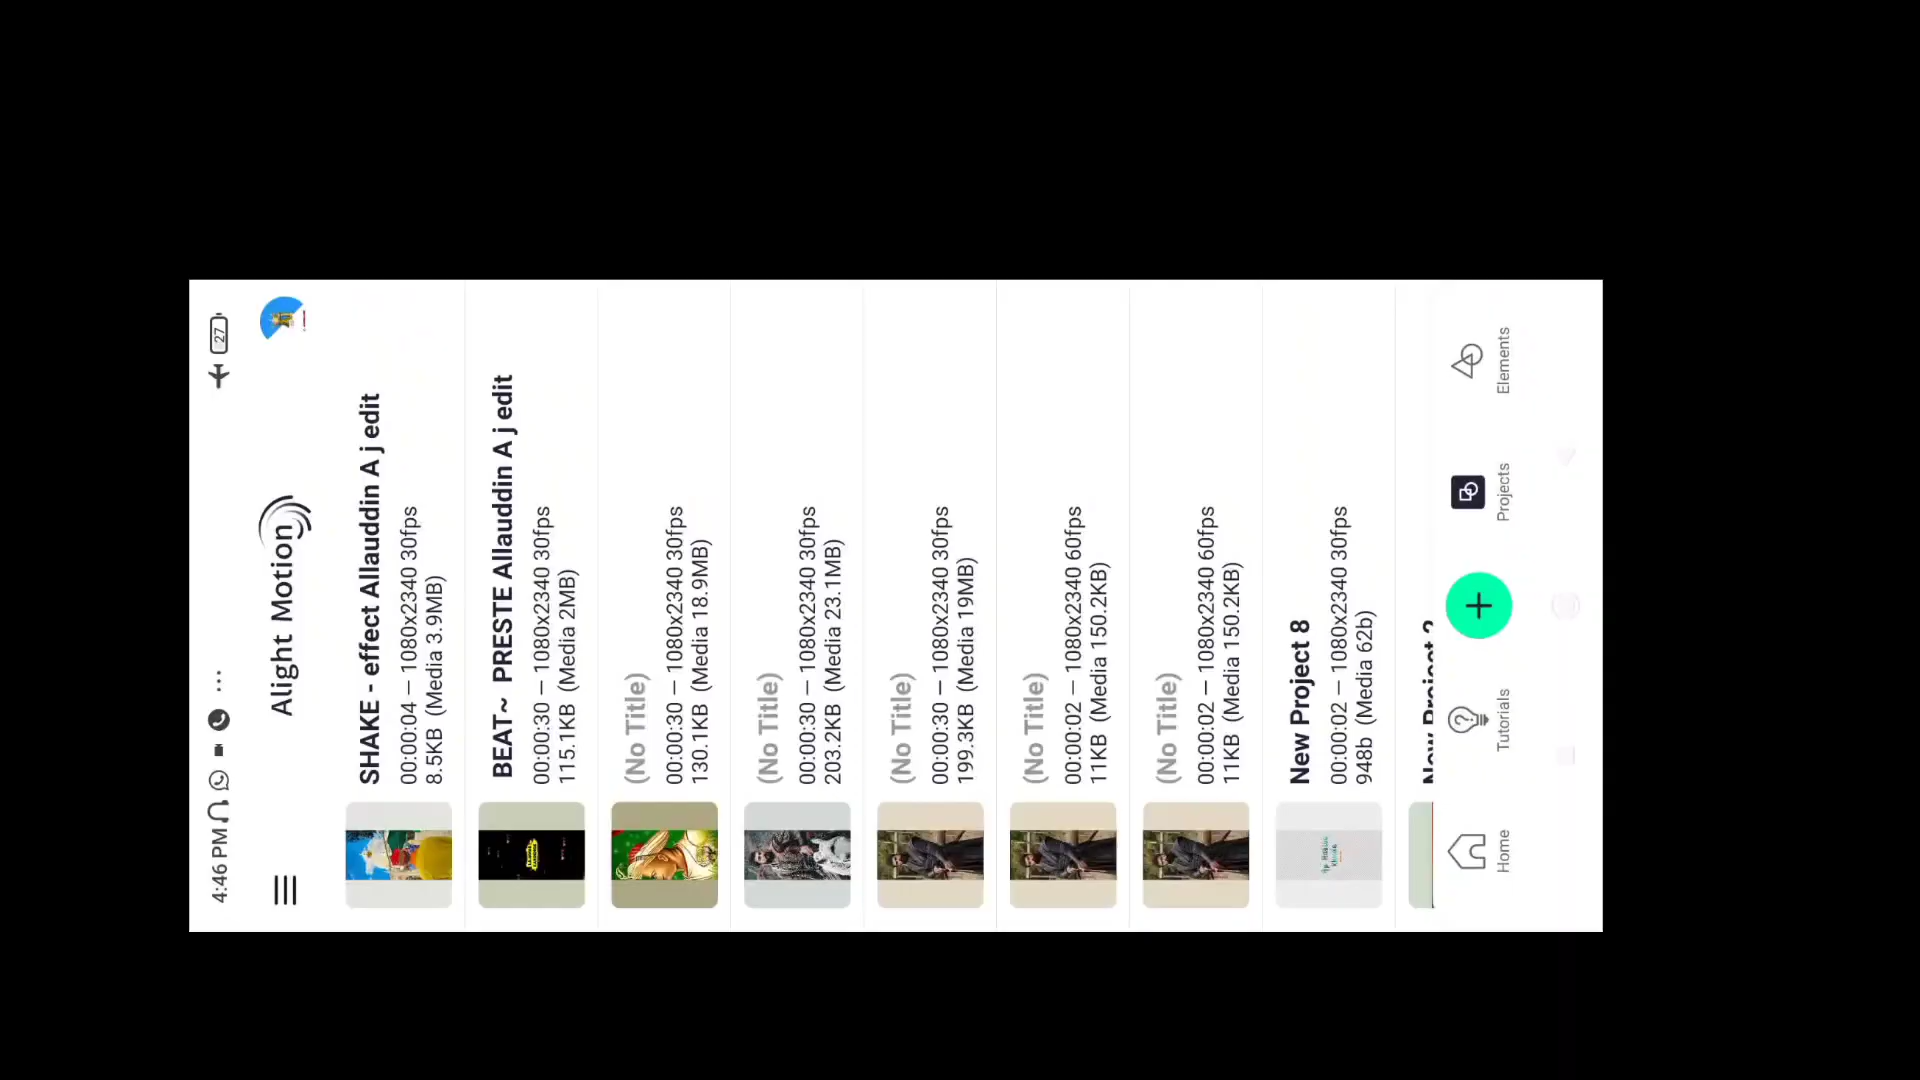 4:46 PM
27
Alight Motion
SHAKE - effect Allauddin A j edit
00:00:04 – 1080x2340 30fps
8.5KB (Media 3.9MB)
BEAT~ PRESTE Allauddin A j edit
00:00:30 – 1080x2340 30fps
115.1KB (Media 2MB)
(No Title)
00:00:30 – 1080x2340 30fps
130.1KB (Media 18.9MB)
(No Title)
00:00:30 – 1080x2340 30fps
203.2KB (Media 23.1MB)
(No Title)
00:00:30 – 1080x2340 30fps
199.3KB (Media 19MB)
(No Title)
00:00:02 – 1080x2340 60fps
11KB (Media 150.2KB)
(No Title)
00:00:02 – 1080x2340 60fps
11KB (Media 150.2KB)
New Project 8
00:00:02 – 1080x2340 30fps
948b (Media 62b)
New Project
Home
Tutorials
Projects
Elements